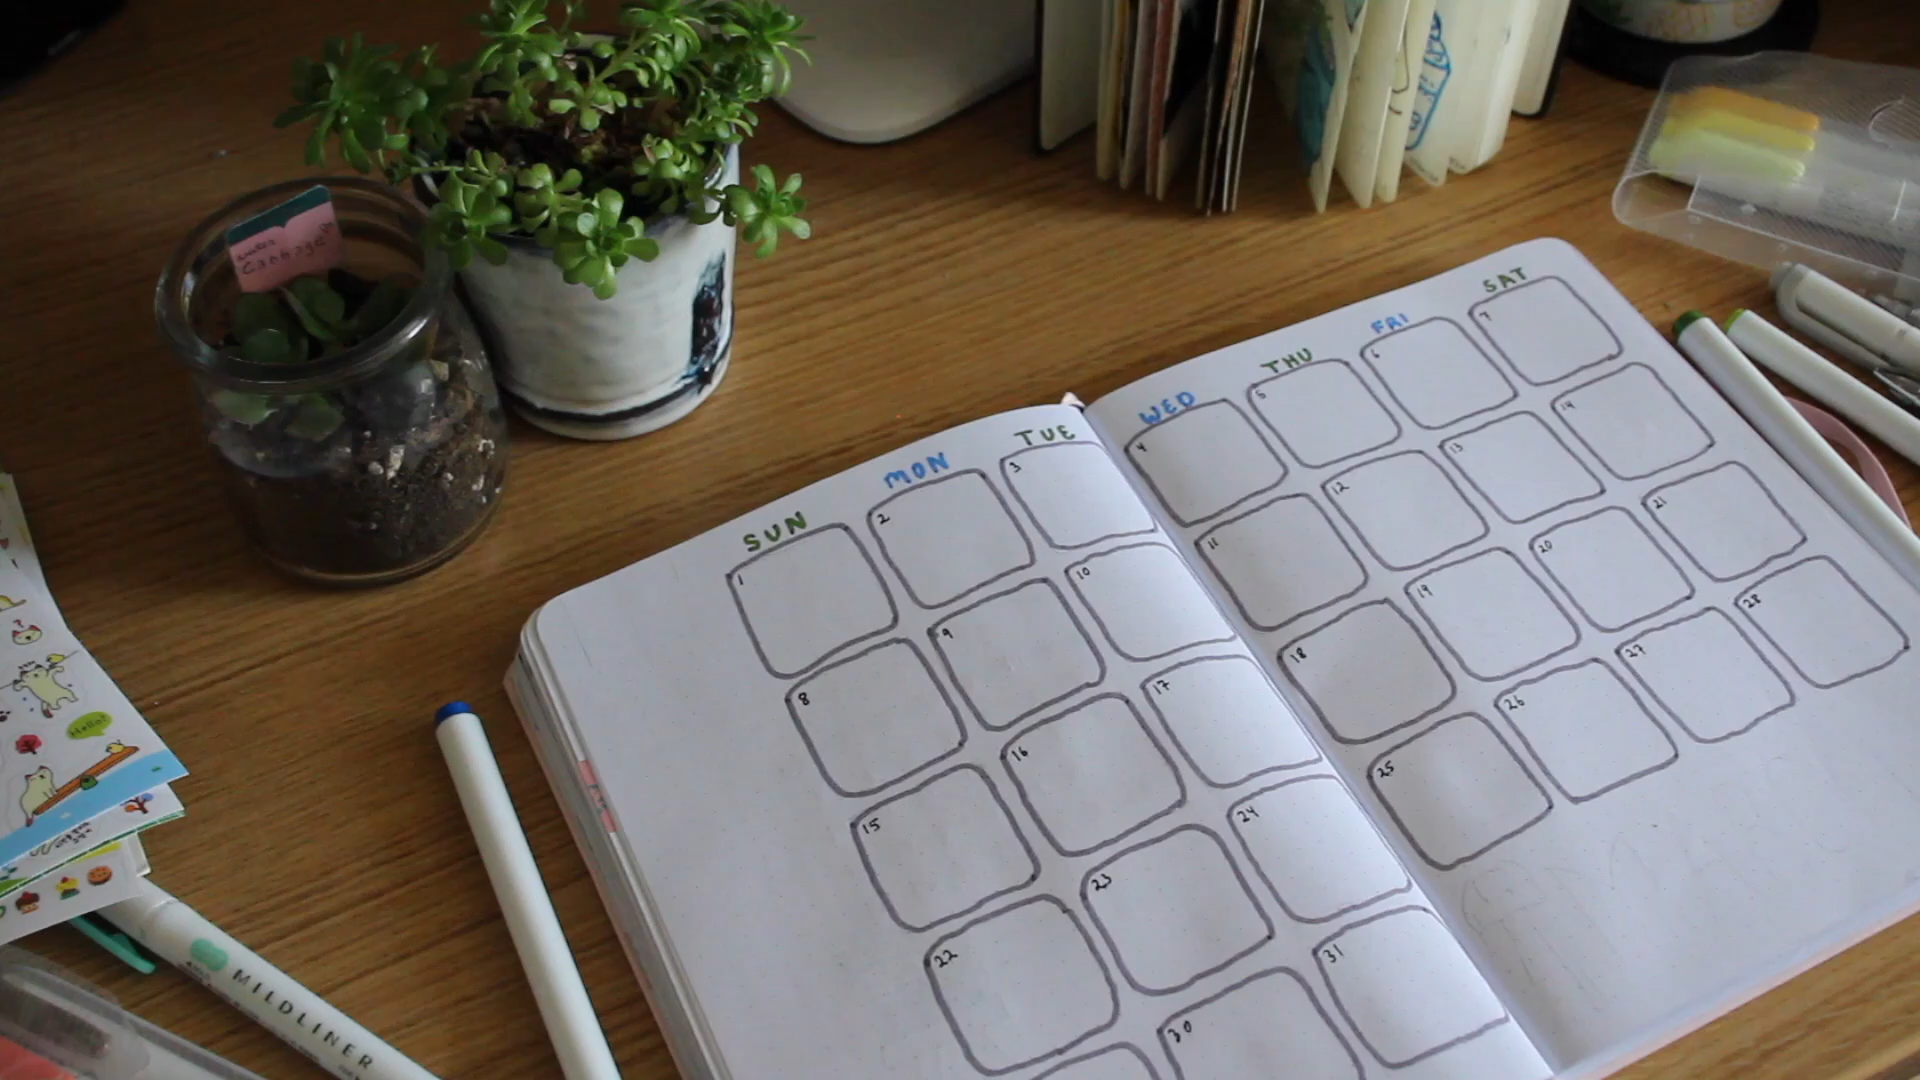 water
Cabbage
SUN MON TUE WED THU FRI SAT
1 2 3 4 5 6 7
8 9 10 11 12 13 14
15 16 17 18 19 20 21
22 23 24 25 26 27 28
30 31
Hello!
MILDLINER